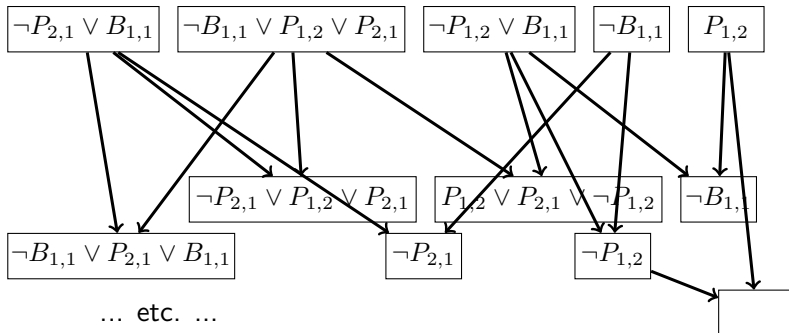 ¬P₂,₁ ∨ B₁,₁ ¬B₁,₁ ∨ P₁,₂ ∨ P₂,₁ ¬P₁,₂ ∨ B₁,₁ ¬B₁,₁ P₁,₂
¬P₂,₁ ∨ P₁,₂ ∨ P₂,₁ P₁,₂ ∨ P₂,₁ ∨ ¬P₁,₂ ¬B₁,₁
¬B₁,₁ ∨ P₂,₁ ∨ B₁,₁ ¬P₂,₁ ¬P₁,₂
... etc. ...